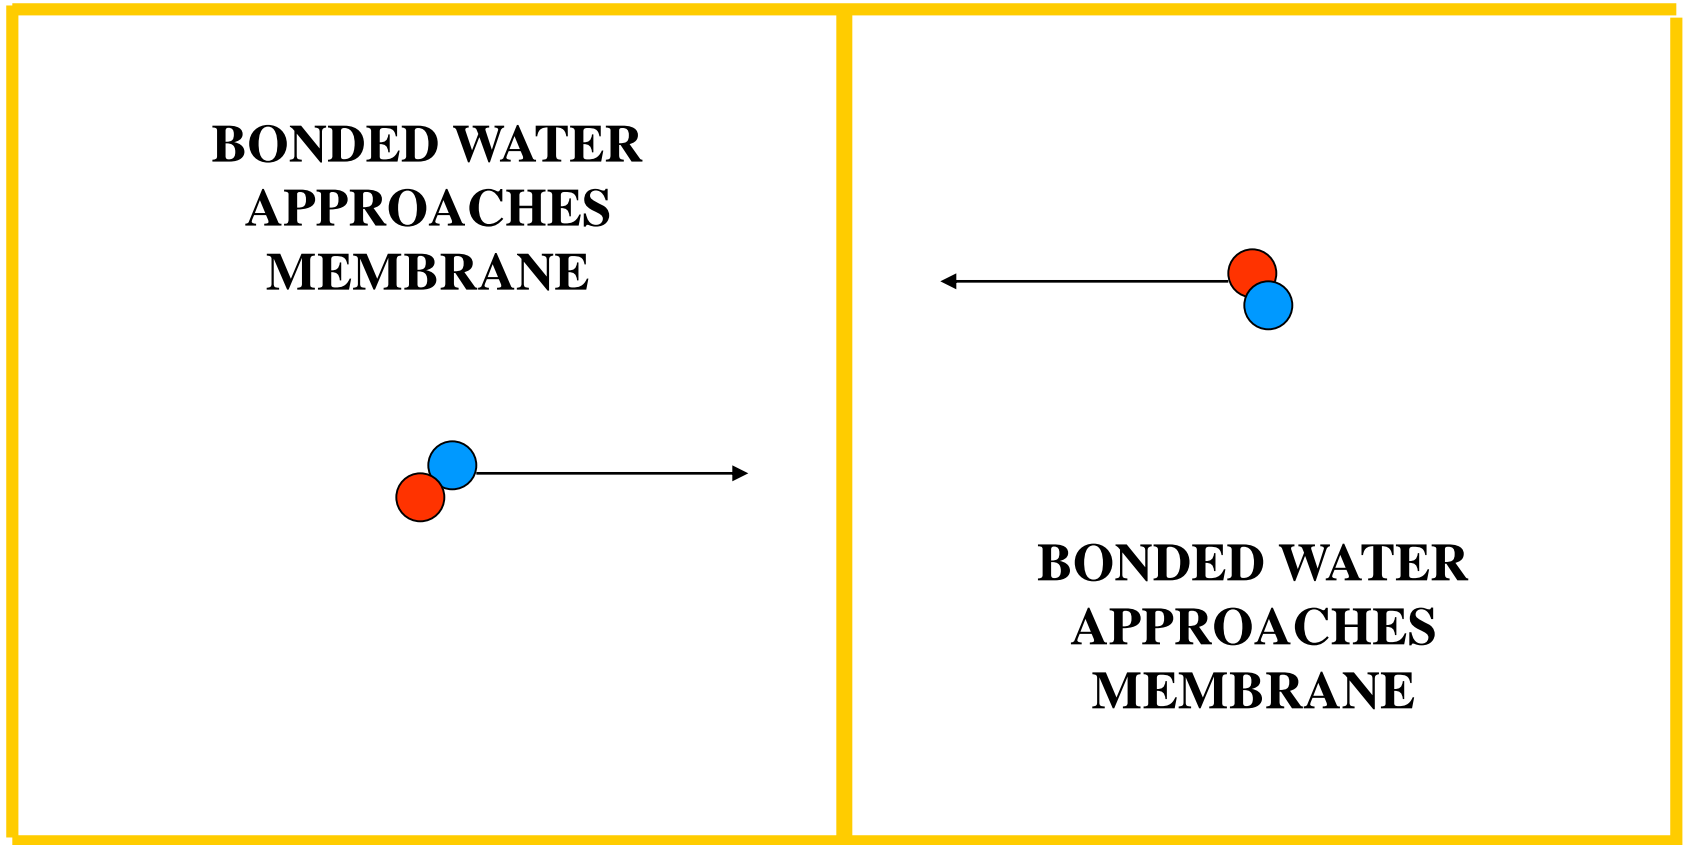 BONDED WATER
APPROACHES
MEMBRANE
BONDED WATER
APPROACHES
MEMBRANE